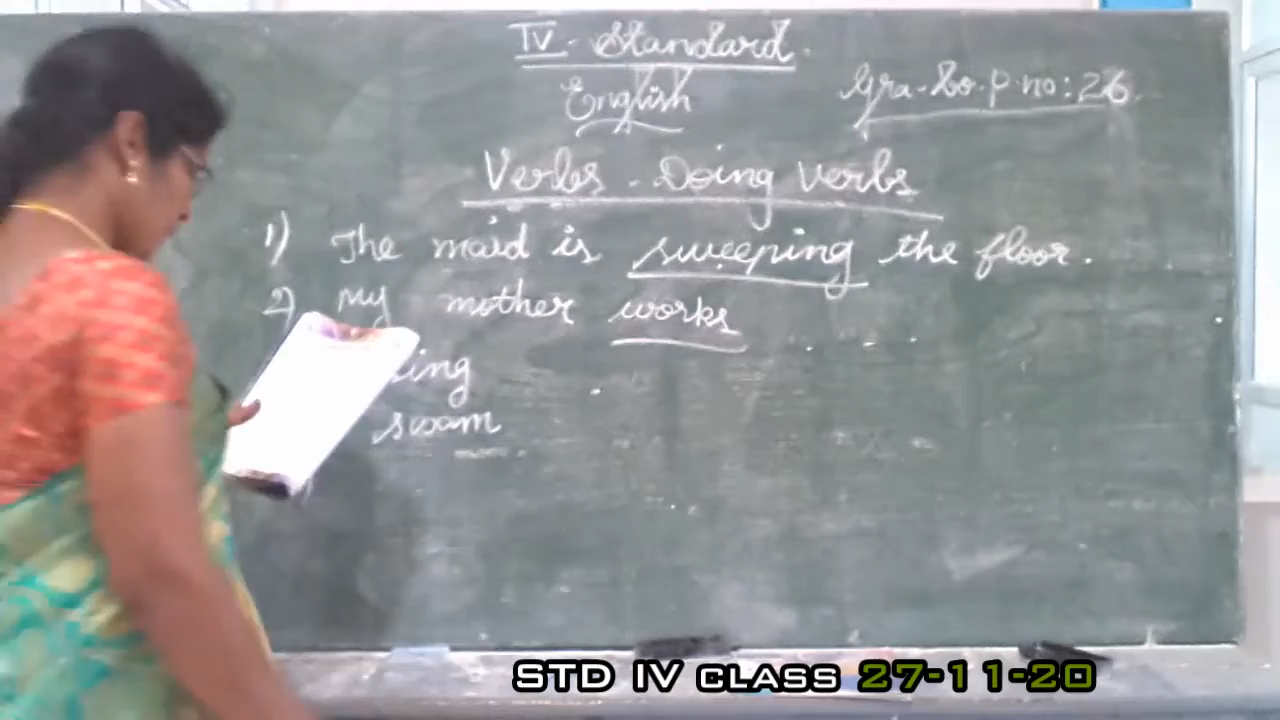 IV - Standard.
English
Gra-bo.p.no:26.
Verbs - Doing verbs
1) The maid is sweeping the floor.
2) My mother works
swam
STD IV CLASS 27-11-20